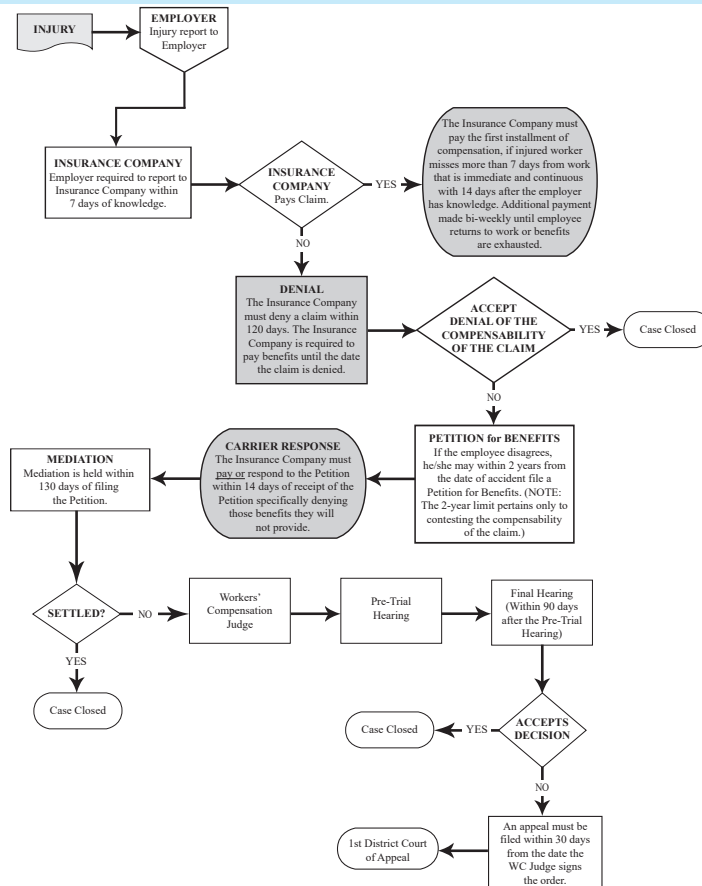 INJURY
EMPLOYER
Injury report to
Employer
INSURANCE COMPANY
Employer required to report to
Insurance Company within
7 days of knowledge.
INSURANCE
COMPANY
Pays Claim.
YES
The Insurance Company must
pay the first installment of
compensation, if injured worker
misses more than 7 days from work
that is immediate and continuous
with 14 days after the employer
has knowledge. Additional payment
made bi-weekly until employee
returns to work or benefits
are exhausted.
NO
DENIAL
The Insurance Company
must deny a claim within
120 days. The Insurance
Company is required to
pay benefits until the date
the claim is denied.
ACCEPT
DENIAL OF THE
COMPENSABILITY
OF THE CLAIM
YES
Case Closed
NO
PETITION for BENEFITS
If the employee disagrees,
he/she may within 2 years from
the date of accident file a
Petition for Benefits. (NOTE:
The 2-year limit pertains only to
contesting the compensability
of the claim.)
CARRIER RESPONSE
The Insurance Company must
pay or respond to the Petition
within 14 days of receipt of the
Petition specifically denying
those benefits they will
not provide.
MEDIATION
Mediation is held within
130 days of filing
the Petition.
SETTLED?
NO
Workers’
Compensation
Judge
Pre-Trial
Hearing
Final Hearing
(Within 90 days
after the Pre-Trial
Hearing)
YES
Case Closed
ACCEPTS
DECISION
YES
Case Closed
NO
An appeal must be
filed within 30 days
from the date the
WC Judge signs
the order.
1st District Court
of Appeal